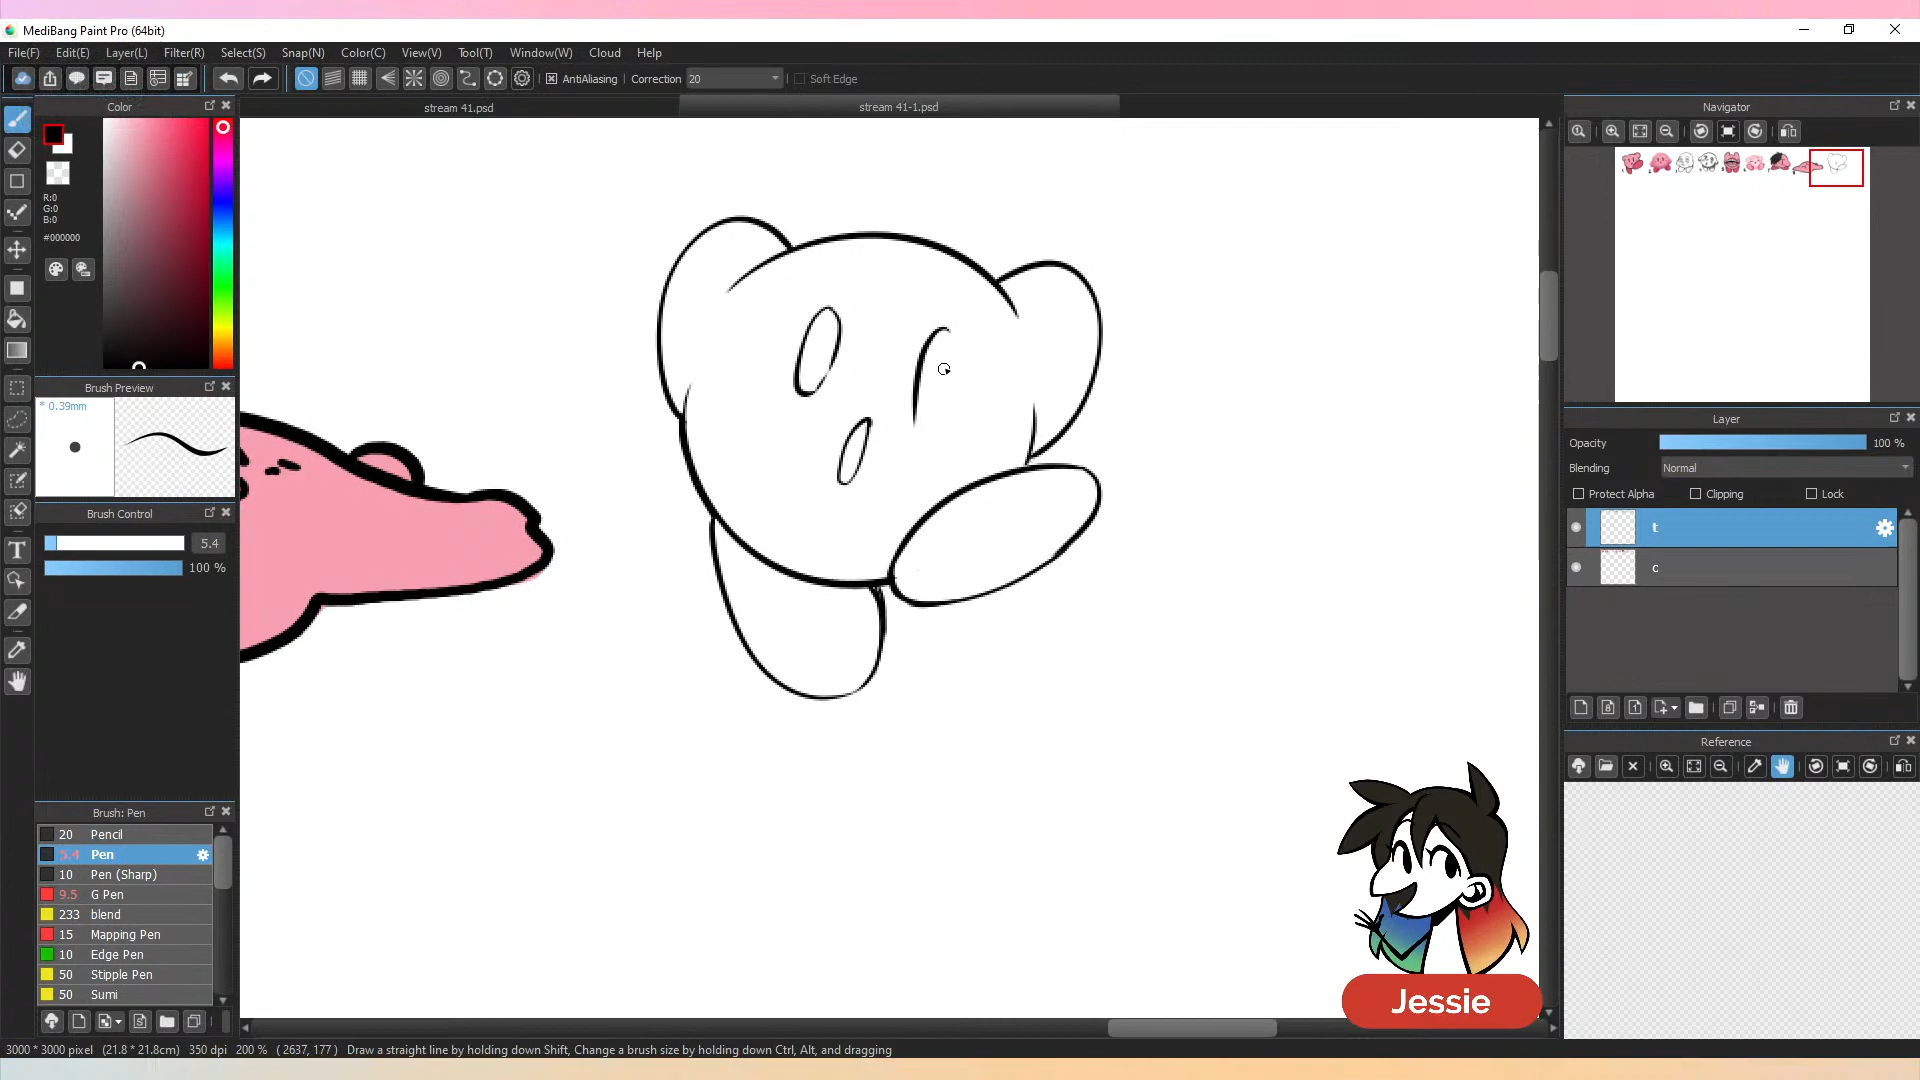 MediBang Paint Pro (64bit)
File(F) Edit(E) Layer(L) Filter(R) Select(S) Snap(N) Color(C) View(V) Tool(T) Window(W) Cloud Help
AntiAliasing Correction 20 Soft Edge
Color
stream 41.psd
stream 41-1.psd
Navigator
R:0
G:0
B:0
#000000
Brush Preview
* 0.39mm
Layer
Opacity 100 %
Blending Normal
Protect Alpha Clipping Lock
t
c
Brush Control
5.4
100 %
Reference
Brush: Pen
20 Pencil
5.4 Pen
10 Pen (Sharp)
9.5 G Pen
233 blend
15 Mapping Pen
10 Edge Pen
50 Stipple Pen
50 Sumi
Jessie
3000 * 3000 pixel (21.8 * 21.8cm) 350 dpi 200 % ( 2637, 177 ) Draw a straight line by holding down Shift, Change a brush size by holding down Ctrl, Alt, and dragging